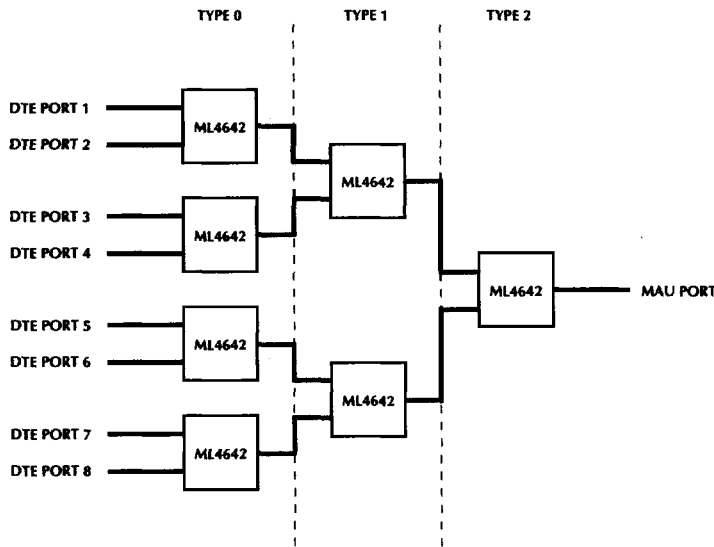 TYPE 0 TYPE 1 TYPE 2
DTE PORT 1
DTE PORT 2
ML4642
ML4642
DTE PORT 3
DTE PORT 4
ML4642
ML4642
MAU PORT
DTE PORT 5
DTE PORT 6
ML4642
ML4642
DTE PORT 7
DTE PORT 8
ML4642